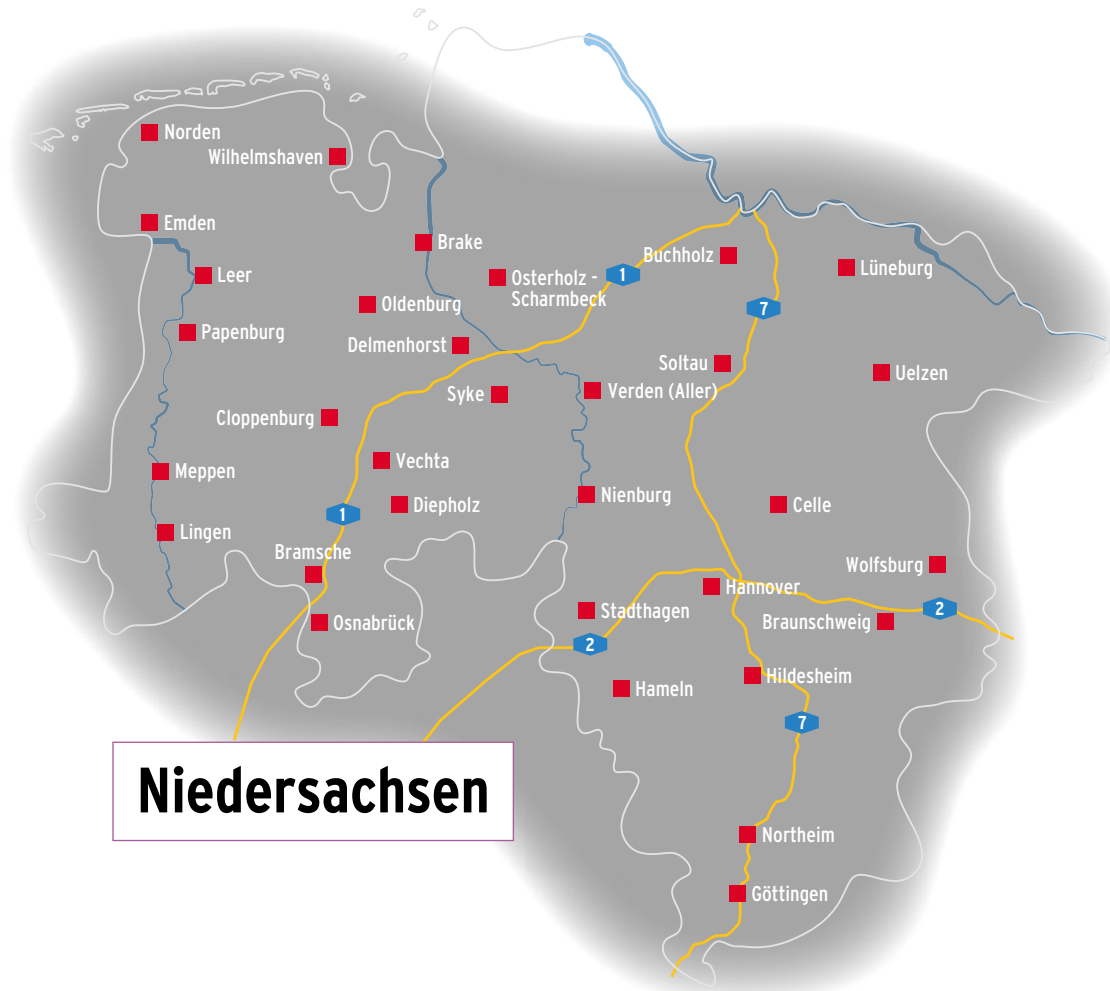 Norden
Wilhelmshaven
Emden
Brake
Buchholz
Lüneburg
Leer
1
Osterholz -
Scharmbeck
Oldenburg
7
Papenburg
Delmenhorst
Soltau
Uelzen
Syke
Verden (Aller)
Cloppenburg
Vechta
Meppen
Nienburg
Diepholz
Celle
1
Lingen
Bramsche
Wolfsburg
Hannover
2
Stadthagen
Osnabrück
Braunschweig
2
Hildesheim
Hameln
7
Niedersachsen
Northeim
Göttingen